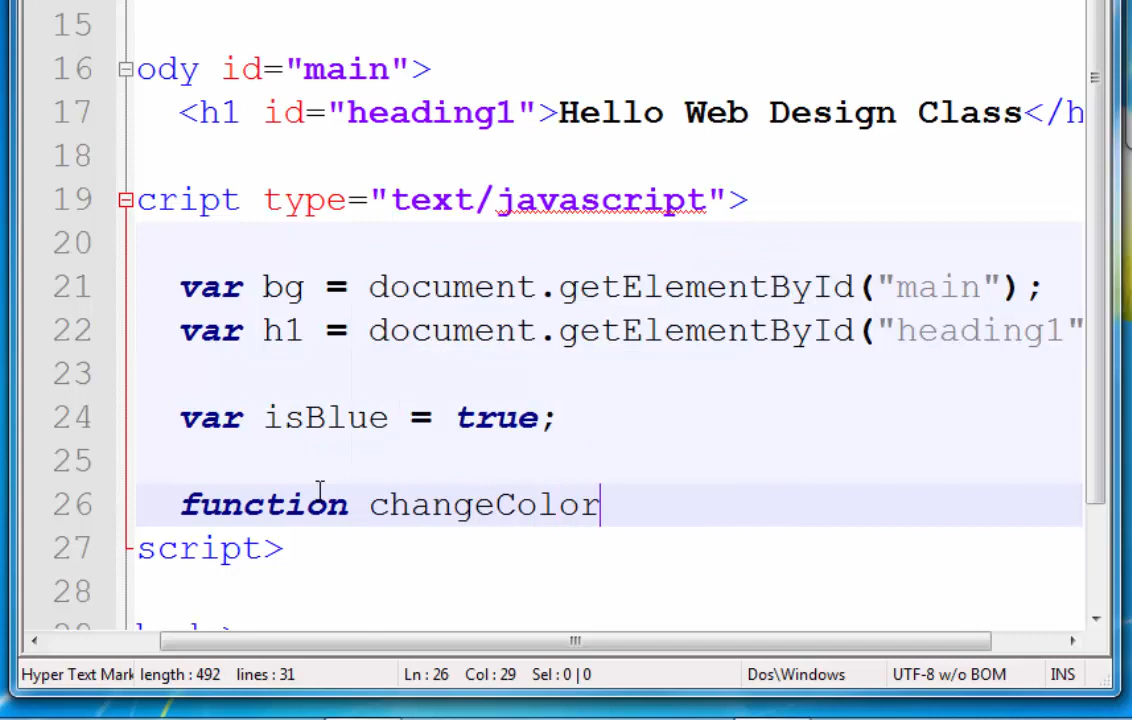 15
16 ody id="main">
17 <h1 id="heading1">Hello Web Design Class</h
18
19 cript type="text/javascript">
20
21 var bg = document.getElementById("main");
22 var h1 = document.getElementById("heading1"
23
24 var isBlue = true;
25
26 function changeColor
27 script>
28
Hyper Text Mark length : 492 lines : 31 Ln : 26 Col : 29 Sel : 0 | 0 Dos\Windows UTF-8 w/o BOM INS